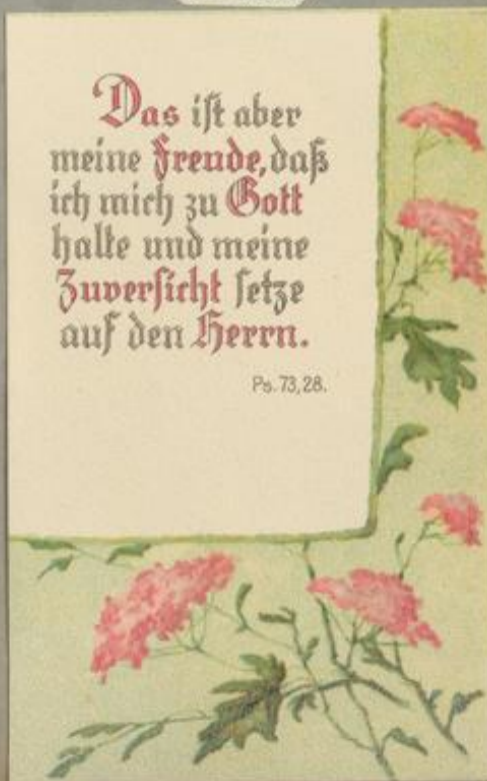 Das ist aber
meine Freude, daß
ich mich zu Gott
halte und meine
Zuversicht setze
auf den Herrn.
Ps. 73,28.